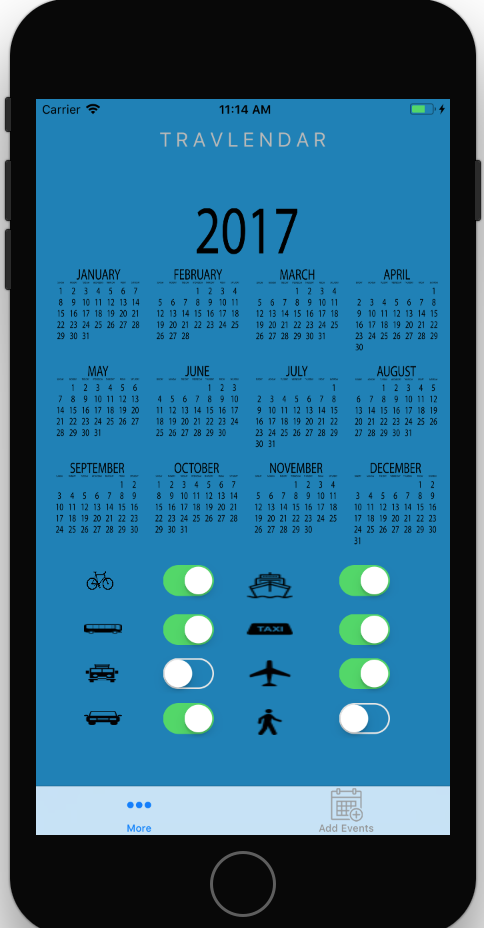 Carrier 11:14 AM
TRAVLENDAR
2017
JANUARY
1 2 3 4 5 6 7
8 9 10 11 12 13 14
15 16 17 18 19 20 21
22 23 24 25 26 27 28
29 30 31
FEBRUARY
1 2 3 4
5 6 7 8 9 10 11
12 13 14 15 16 17 18
19 20 21 22 23 24 25
26 27 28
MARCH
1 2 3 4
5 6 7 8 9 10 11
12 13 14 15 16 17 18
19 20 21 22 23 24 25
26 27 28 29 30 31
APRIL
1
2 3 4 5 6 7 8
9 10 11 12 13 14 15
16 17 18 19 20 21 22
23 24 25 26 27 28 29
30
MAY
1 2 3 4 5 6
7 8 9 10 11 12 13
14 15 16 17 18 19 20
21 22 23 24 25 26 27
28 29 30 31
JUNE
1 2 3
4 5 6 7 8 9 10
11 12 13 14 15 16 17
18 19 20 21 22 23 24
25 26 27 28 29 30
JULY
1
2 3 4 5 6 7 8
9 10 11 12 13 14 15
16 17 18 19 20 21 22
23 24 25 26 27 28 29
30 31
AUGUST
1 2 3 4 5
6 7 8 9 10 11 12
13 14 15 16 17 18 19
20 21 22 23 24 25 26
27 28 29 30 31
SEPTEMBER
1 2
3 4 5 6 7 8 9
10 11 12 13 14 15 16
17 18 19 20 21 22 23
24 25 26 27 28 29 30
OCTOBER
1 2 3 4 5 6 7
8 9 10 11 12 13 14
15 16 17 18 19 20 21
22 23 24 25 26 27 28
29 30 31
NOVEMBER
1 2 3 4
5 6 7 8 9 10 11
12 13 14 15 16 17 18
19 20 21 22 23 24 25
26 27 28 29 30
DECEMBER
1 2
3 4 5 6 7 8 9
10 11 12 13 14 15 16
17 18 19 20 21 22 23
24 25 26 27 28 29 30
31
TAXI
More
Add Events